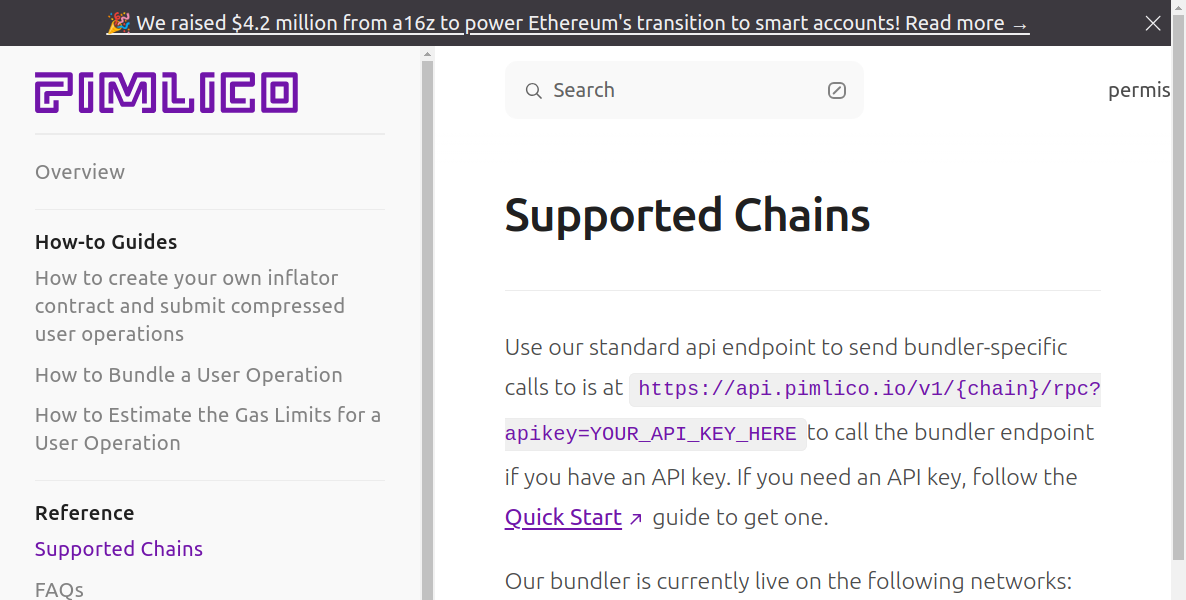 🎉 We raised $4.2 million from a16z to power Ethereum's transition to smart accounts! Read more →
PIMLICO
Search
permis
Overview
How-to Guides
How to create your own inflator
contract and submit compressed
user operations
How to Bundle a User Operation
How to Estimate the Gas Limits for a
User Operation
Reference
Supported Chains
FAQs
Supported Chains
Use our standard api endpoint to send bundler-specific
calls to is at https://api.pimlico.io/v1/{chain}/rpc?
apikey=YOUR_API_KEY_HERE to call the bundler endpoint
if you have an API key. If you need an API key, follow the
Quick Start ↗ guide to get one.
Our bundler is currently live on the following networks: